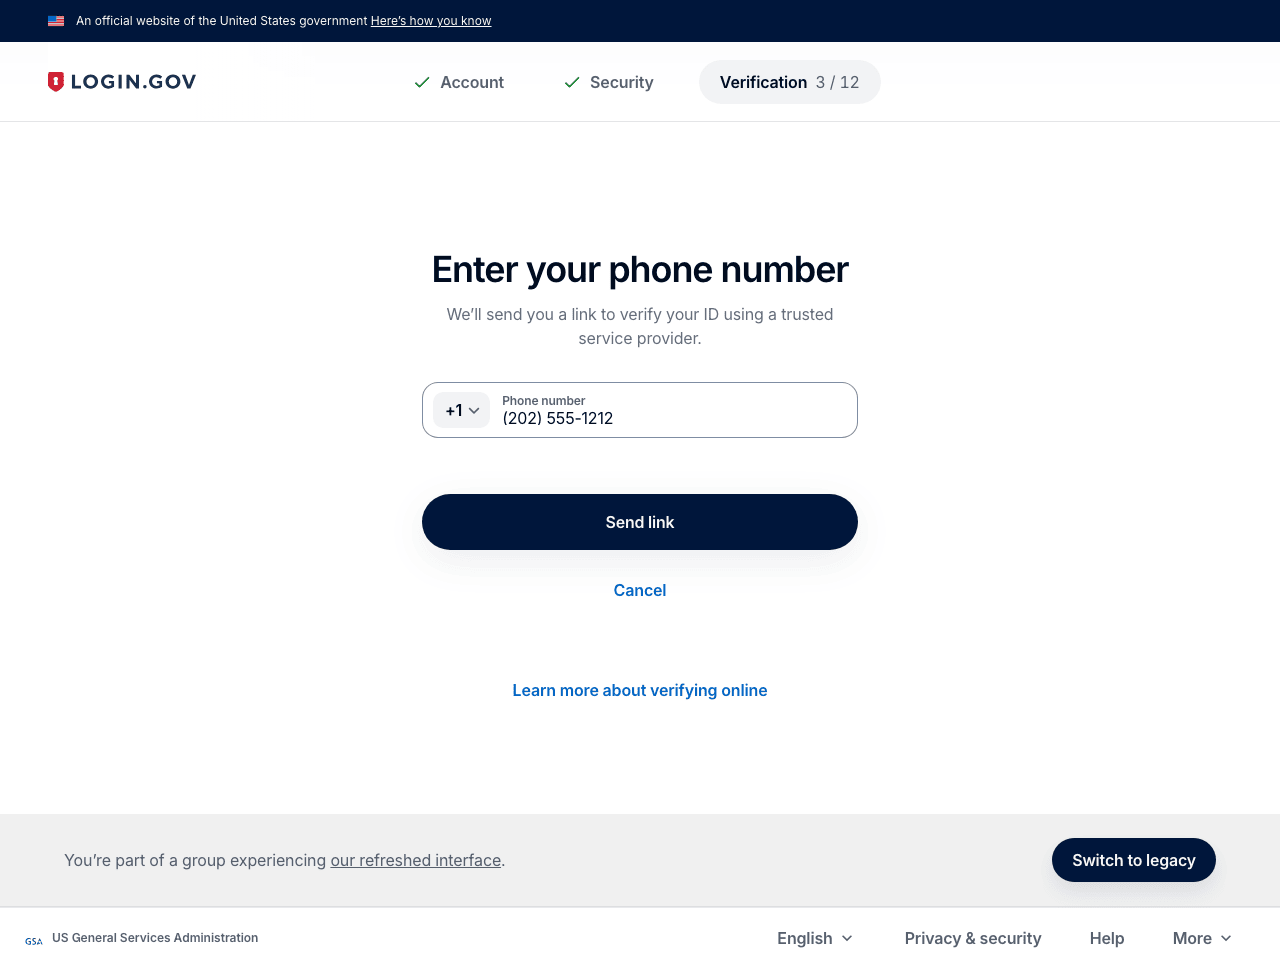 An official website of the United States government Here’s how you know
LOGIN.GOV
Account
Security
Verification 3 / 12
Enter your phone number
We’ll send you a link to verify your ID using a trusted
service provider.
+1
Phone number
(202) 555-1212
Send link
Cancel
Learn more about verifying online
You’re part of a group experiencing our refreshed interface.
Switch to legacy
GSA US General Services Administration
English
Privacy & security
Help
More